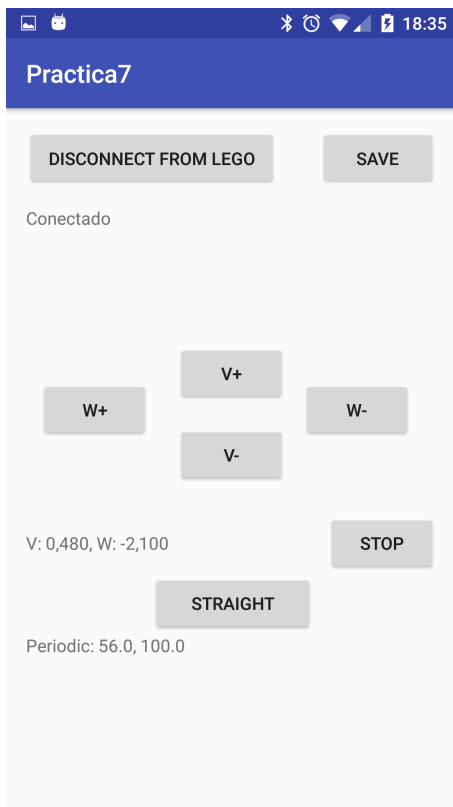 18:35
Practica7
DISCONNECT FROM LEGO SAVE
Conectado
V+
W+ W-
V-
V: 0,480, W: -2,100 STOP
STRAIGHT
Periodic: 56.0, 100.0